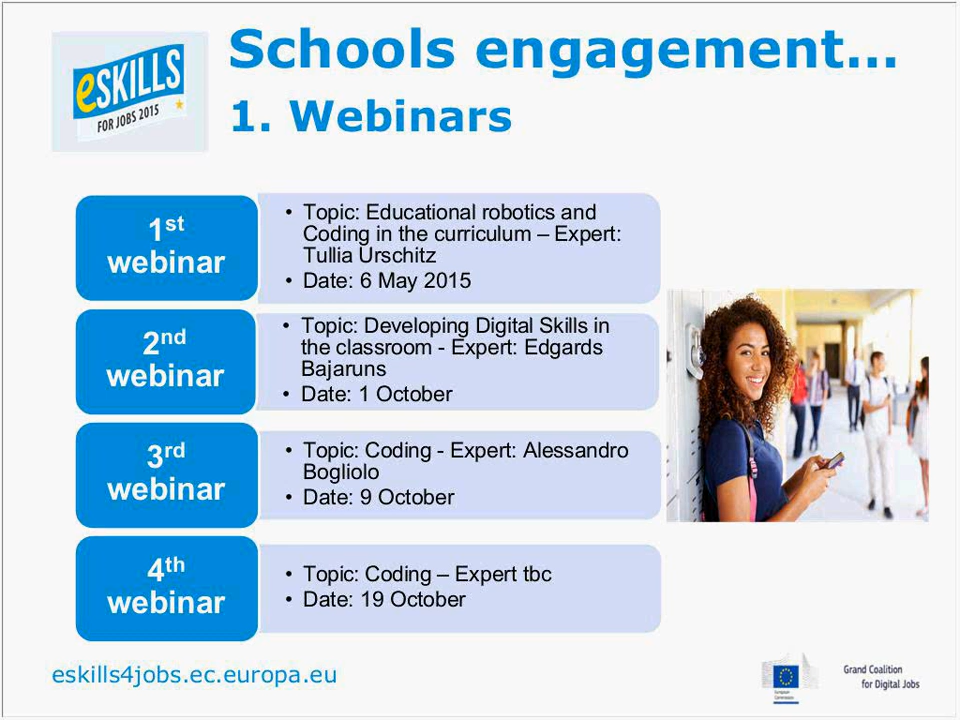 eSKILLS
FOR JOBS 2015
Schools engagement...
1. Webinars
1st
webinar
• Topic: Educational robotics and
Coding in the curriculum – Expert:
Tullia Urschitz
• Date: 6 May 2015
2nd
webinar
• Topic: Developing Digital Skills in
the classroom - Expert: Edgards
Bajaruns
• Date: 1 October
3rd
webinar
• Topic: Coding - Expert: Alessandro
Bogliolo
• Date: 9 October
4th
webinar
• Topic: Coding – Expert tbc
• Date: 19 October
eskills4jobs.ec.europa.eu
European
Commission
Grand Coalition
for Digital Jobs